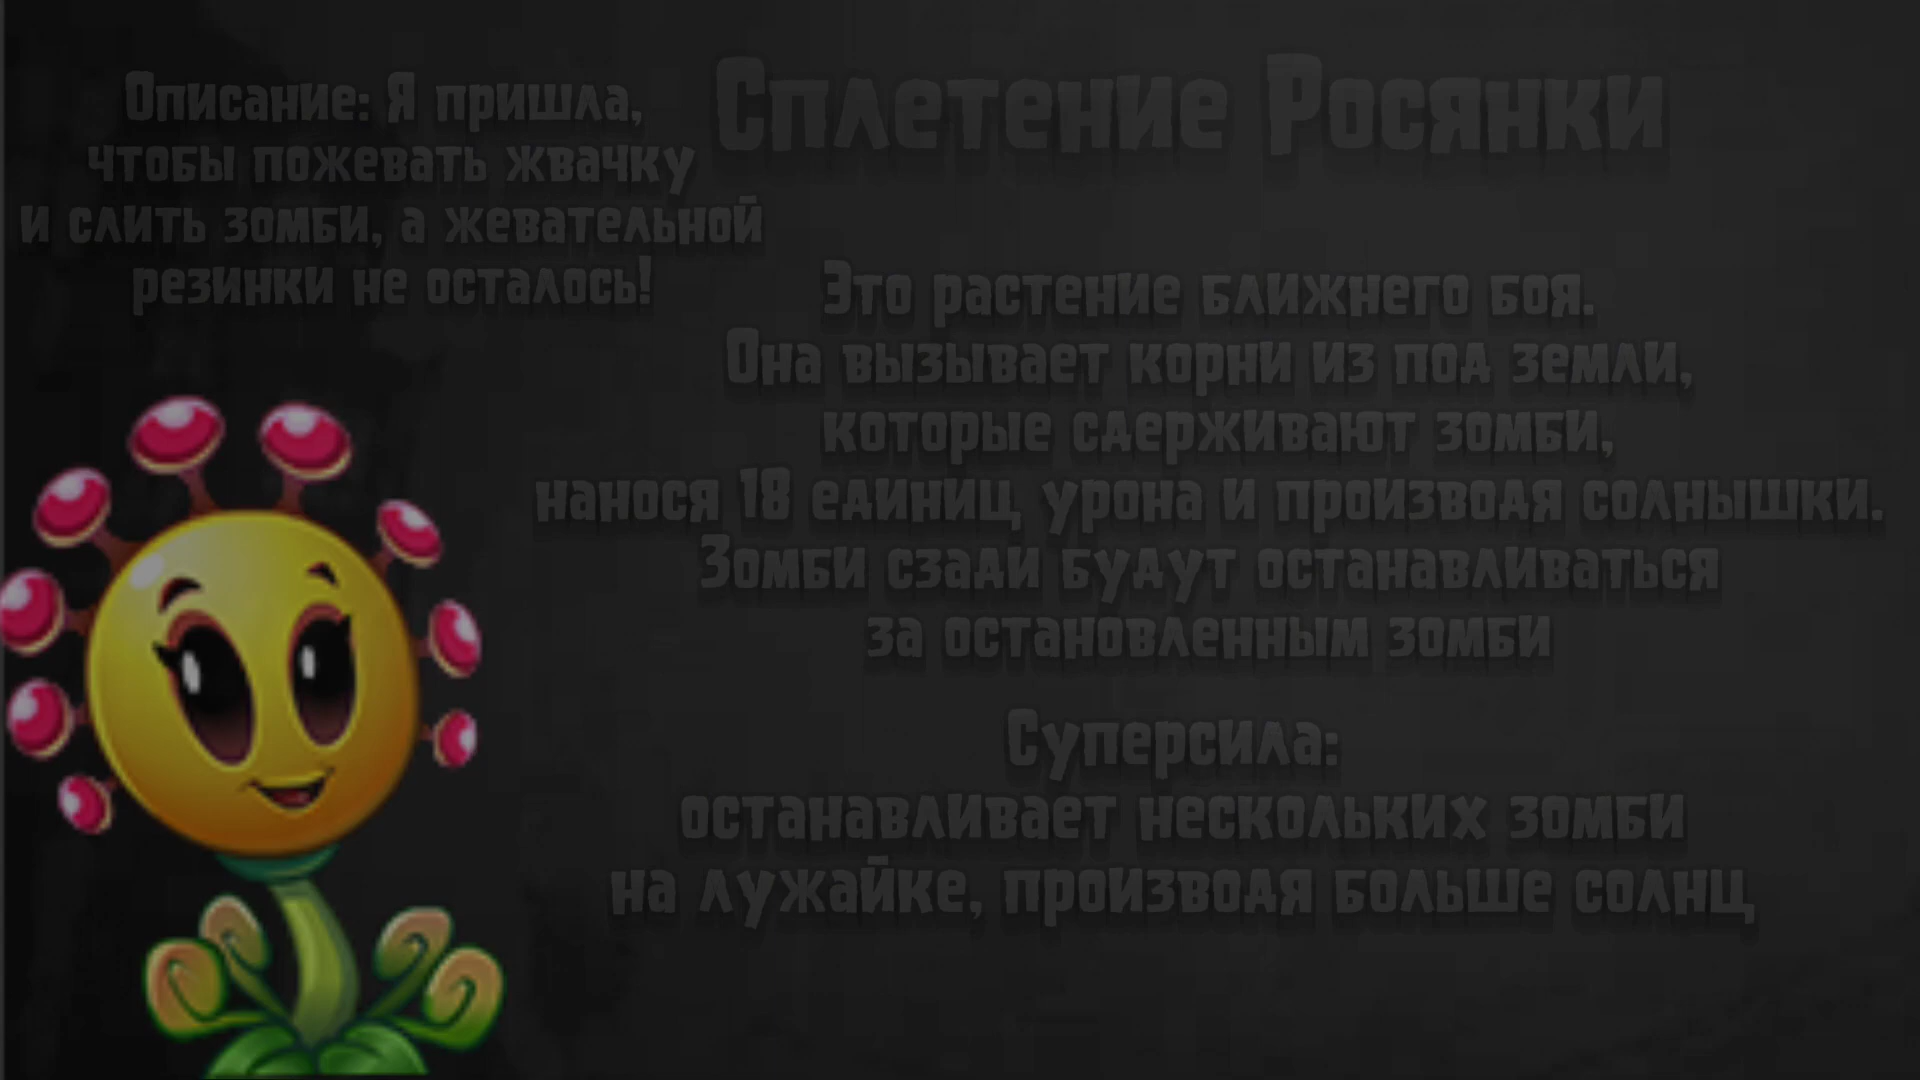 Сплетение Росянки
Описание: Я пришла,
чтобы пожевать жвачку
и слить зомби, а жевательной
резинки не осталось!
Это растение ближнего боя.
Она вызывает корни из под земли,
которые сдерживают зомби,
нанося 18 единиц урона и производя солнышки.
Зомби сзади будут останавливаться
за остановленным зомби
Суперсила:
останавливает нескольких зомби
на лужайке, производя больше солнц